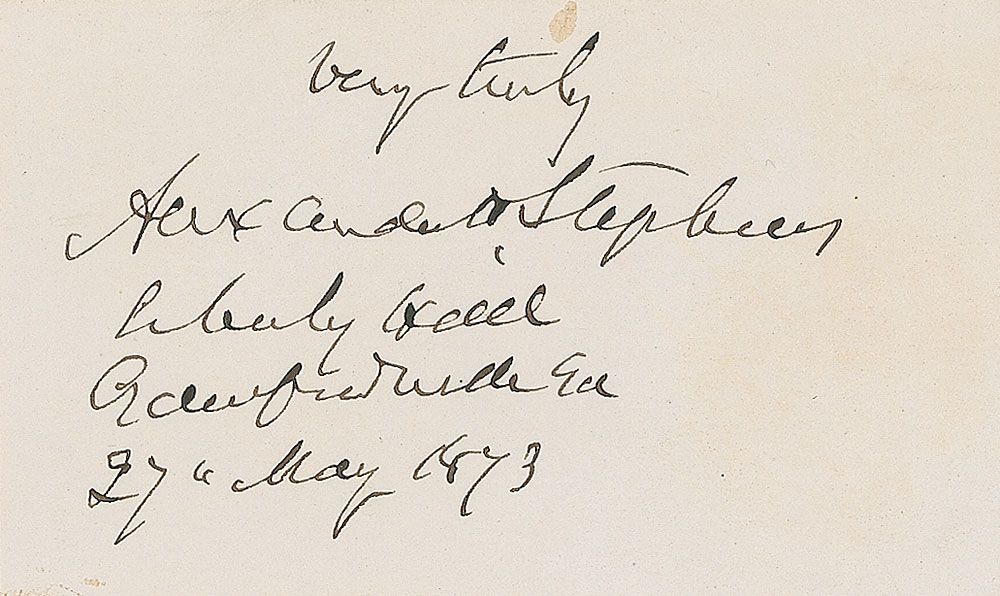 Very truly
Alexander H. Stephens
Liberty Hall
Crawfordville Ga
27" May 1873